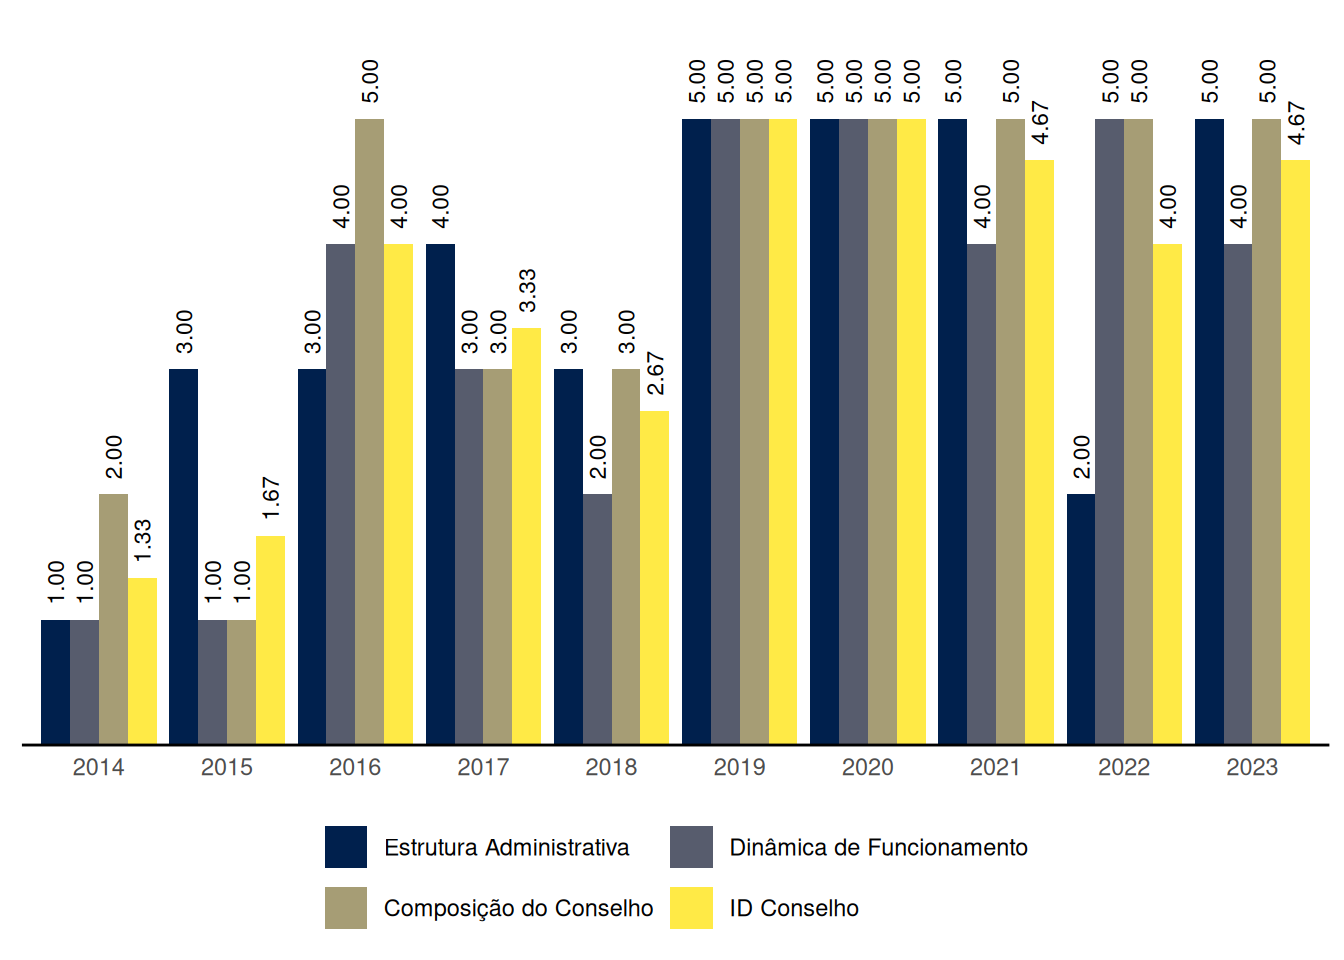 1.00 1.00 2.00 1.33
3.00 1.00 1.00 1.67
3.00 4.00 5.00 4.00
4.00 3.00 3.00 3.33
3.00 2.00 3.00 2.67
5.00 5.00 5.00 5.00
5.00 5.00 5.00 5.00
5.00 4.00 5.00 4.67
2.00 5.00 5.00 4.00
5.00 4.00 5.00 4.67
2014 2015 2016 2017 2018 2019 2020 2021 2022 2023
Estrutura Administrativa Dinâmica de Funcionamento
Composição do Conselho ID Conselho